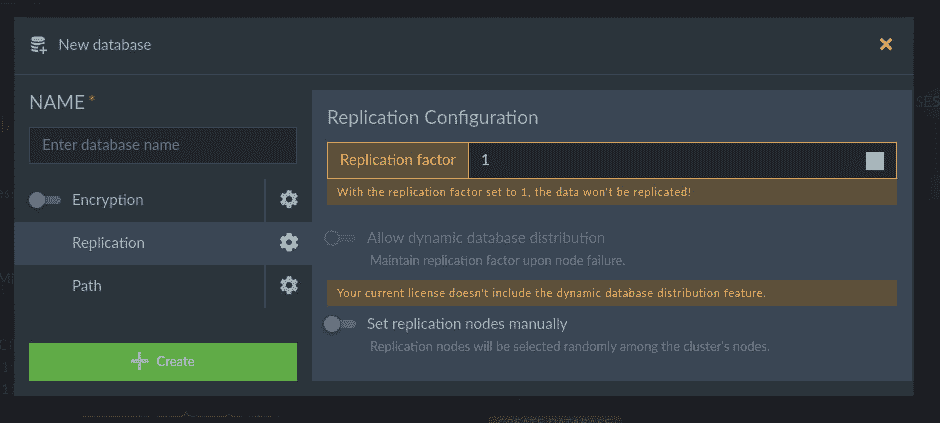 New database
NAME *
Enter database name
Encryption
Replication
Path
Create
Replication Configuration
Replication factor 1
With the replication factor set to 1, the data won't be replicated!
Allow dynamic database distribution
Maintain replication factor upon node failure.
Your current license doesn't include the dynamic database distribution feature.
Set replication nodes manually
Replication nodes will be selected randomly among the cluster's nodes.